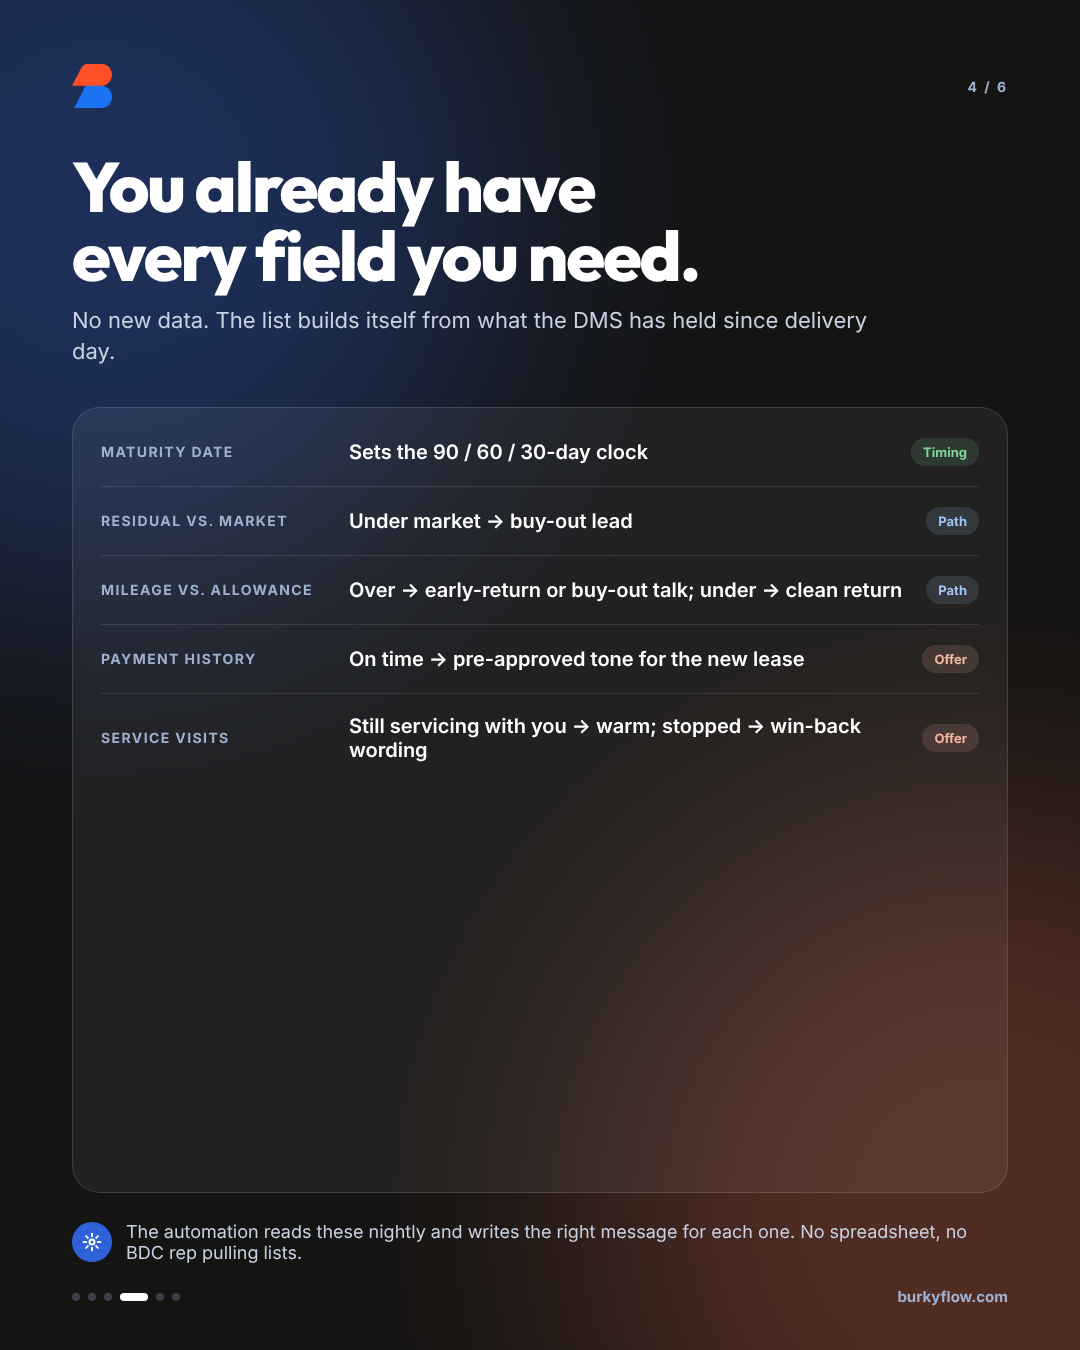 4 / 6
You already have
every field you need.
No new data. The list builds itself from what the DMS has held since delivery
day.
MATURITY DATE Sets the 90 / 60 / 30-day clock Timing
RESIDUAL VS. MARKET Under market → buy-out lead Path
MILEAGE VS. ALLOWANCE Over → early-return or buy-out talk; under → clean return Path
PAYMENT HISTORY On time → pre-approved tone for the new lease Offer
SERVICE VISITS Still servicing with you → warm; stopped → win-back
wording Offer
The automation reads these nightly and writes the right message for each one. No spreadsheet, no
BDC rep pulling lists.
burkyflow.com